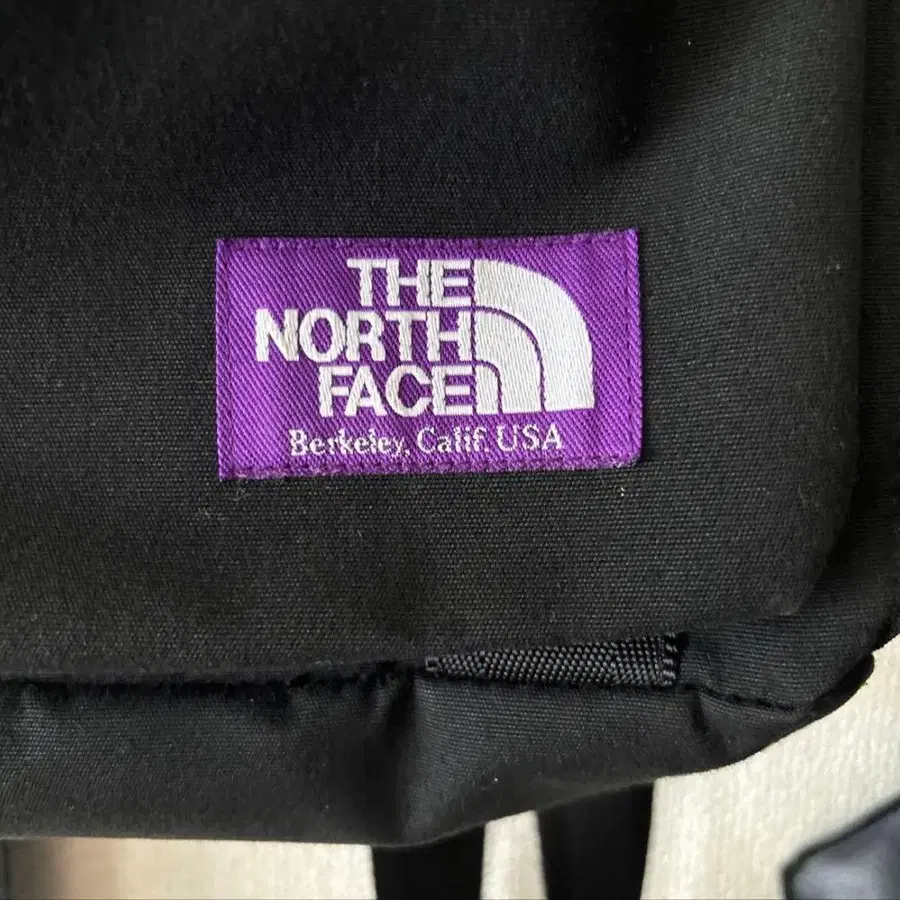 THE
NORTH
FACE
Berkeley, Calif. USA